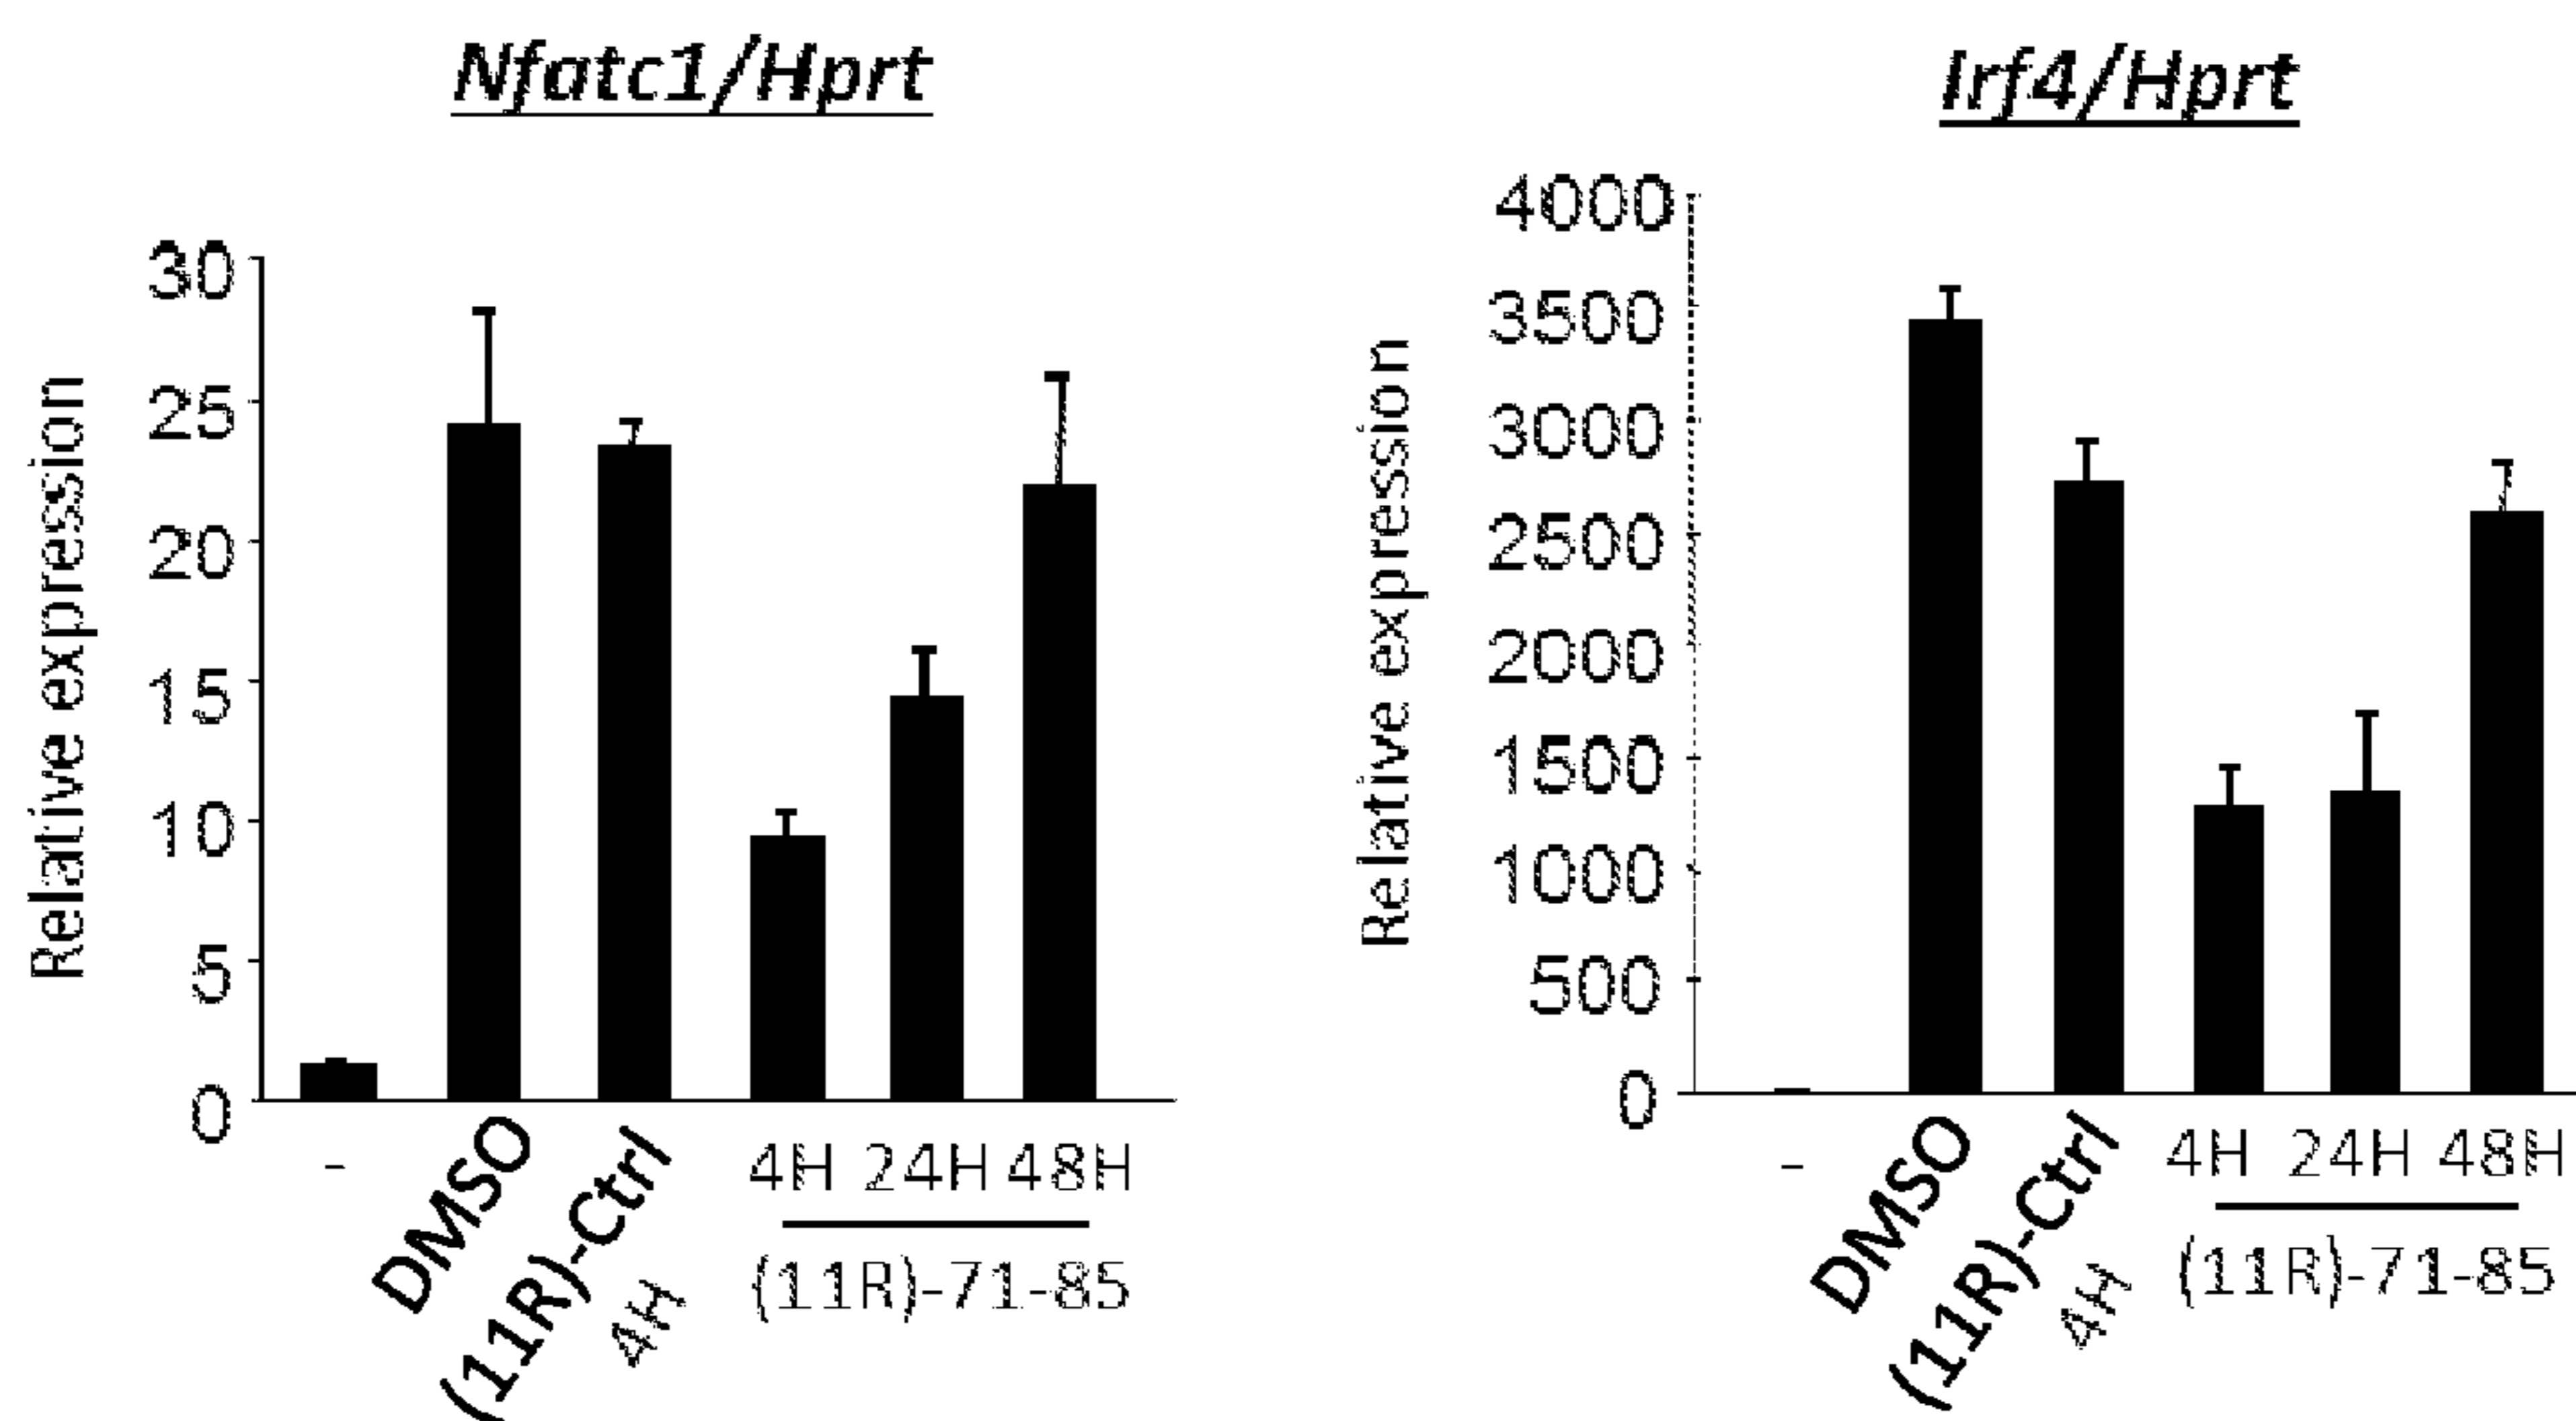 Nfatc1/Hprt
Relative expression
30
25
20
15
10
5
0
-
DMSO
(11R)-Ctrl
4H
4H 24H 48H
(11R)-71-85
Irf4/Hprt
Relative expression
4000
3500
3000
2500
2000
1500
1000
500
0
-
DMSO
(11R)-Ctrl
4H
4H 24H 48H
(11R)-71-85